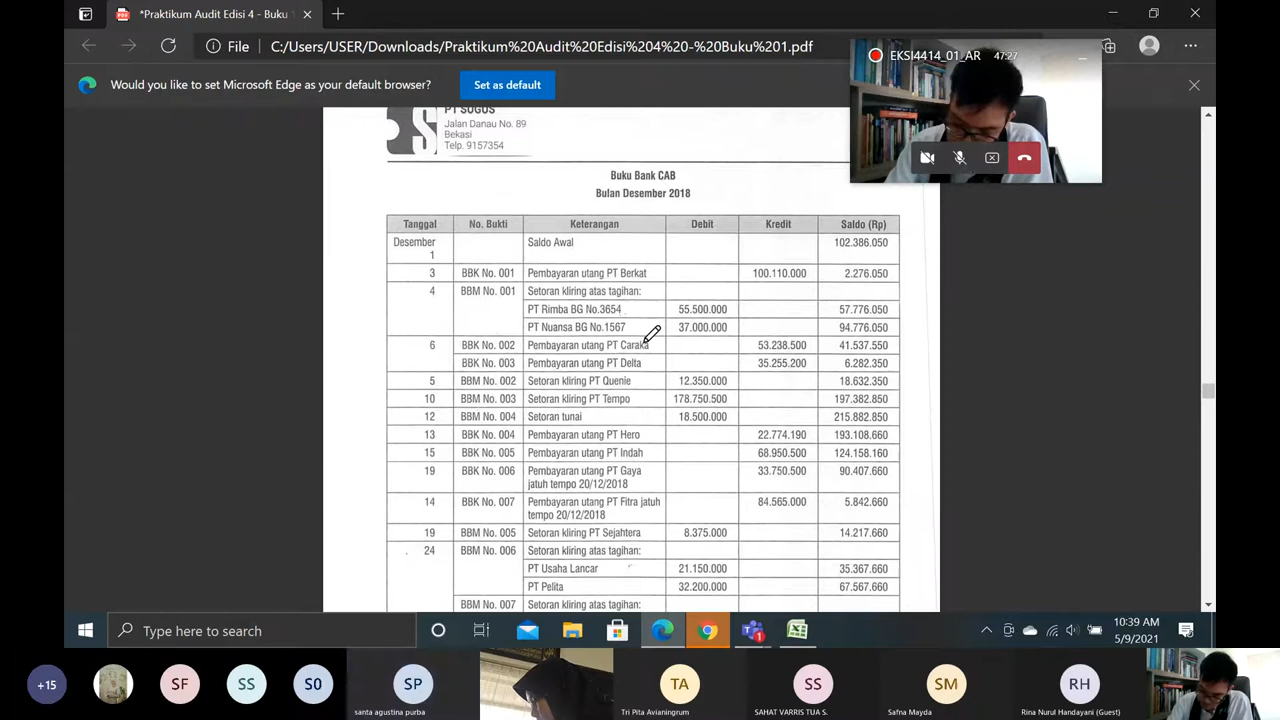 *Praktikum Audit Edisi 4 - Buku 1
File C:/Users/USER/Downloads/Praktikum%20Audit%20Edisi%204%20-%20Buku%201.pdf
Would you like to set Microsoft Edge as your default browser? Set as default
EKSI4414_01_AR 47:27
PT SUGUS
Jalan Danau No. 89
Bekasi
Telp. 9157354
Buku Bank CAB
Bulan Desember 2018
Tanggal No. Bukti Keterangan Debit Kredit Saldo (Rp)
Desember 1 Saldo Awal 102.386.050
3 BBK No. 001 Pembayaran utang PT Berkat 100.110.000 2.276.050
4 BBM No. 001 Setoran kliring atas tagihan:
PT Rimba BG No.3654 55.500.000 57.776.050
PT Nuansa BG No.1567 37.000.000 94.776.050
6 BBK No. 002 Pembayaran utang PT Caraka 53.238.500 41.537.550
BBK No. 003 Pembayaran utang PT Delta 35.255.200 6.282.350
5 BBM No. 002 Setoran kliring PT Quenie 12.350.000 18.632.350
10 BBM No. 003 Setoran kliring PT Tempo 178.750.500 197.382.850
12 BBM No. 004 Setoran tunai 18.500.000 215.882.850
13 BBK No. 004 Pembayaran utang PT Hero 22.774.190 193.108.660
15 BBK No. 005 Pembayaran utang PT Indah 68.950.500 124.158.160
19 BBK No. 006 Pembayaran utang PT Gaya 33.750.500 90.407.660
jatuh tempo 20/12/2018
14 BBK No. 007 Pembayaran utang PT Fitra jatuh 84.565.000 5.842.660
tempo 20/12/2018
19 BBM No. 005 Setoran kliring PT Sejahtera 8.375.000 14.217.660
24 BBM No. 006 Setoran kliring atas tagihan:
PT Usaha Lancar 21.150.000 35.367.660
PT Pelita 32.200.000 67.567.660
BBM No. 007 Setoran kliring atas tagihan:
Type here to search
10:39 AM
5/9/2021
+15 SF SS S0 SP TA SS SM RH
santa agustina purba Tri Pita Avianingrum SAHAT VARRIS TUA S. Safna Mayda Rina Nurul Handayani (Guest)